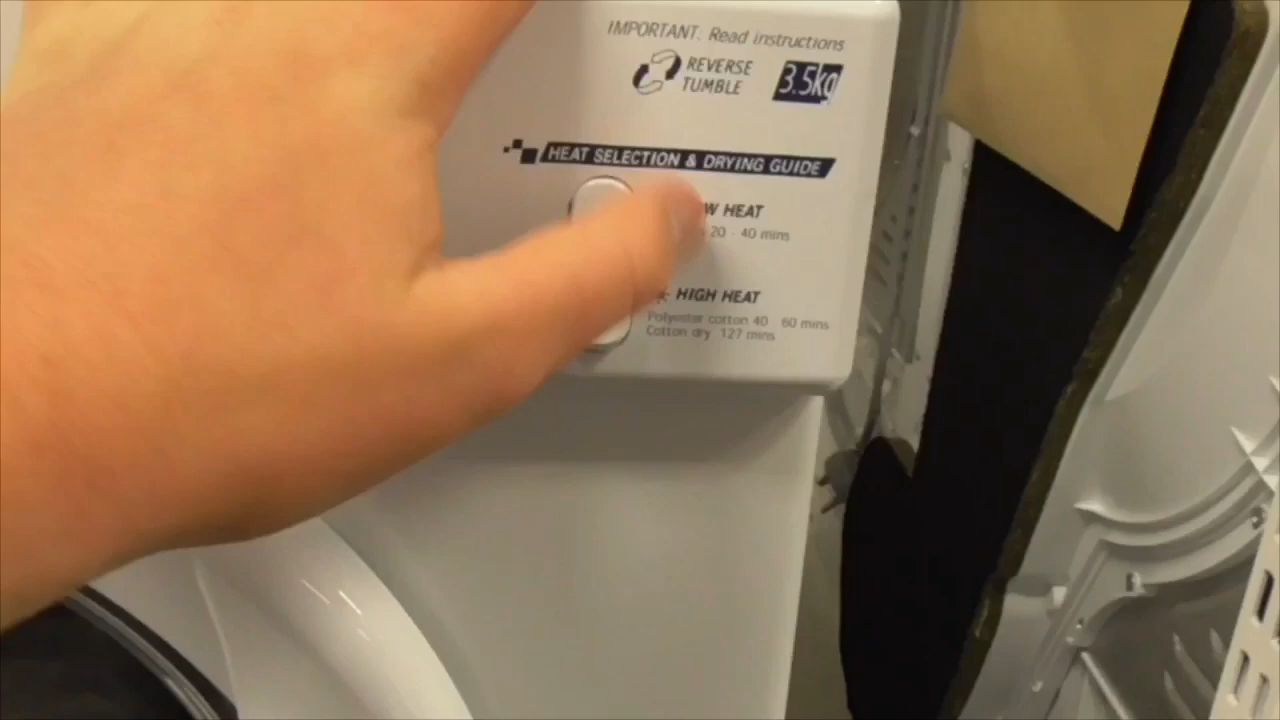 IMPORTANT: Read instructions
REVERSE
TUMBLE
3.5kg
HEAT SELECTION & DRYING GUIDE
HEAT
20 - 40 mins
HIGH HEAT
Polyester cotton 40 60 mins
Cotton dry 127 mins